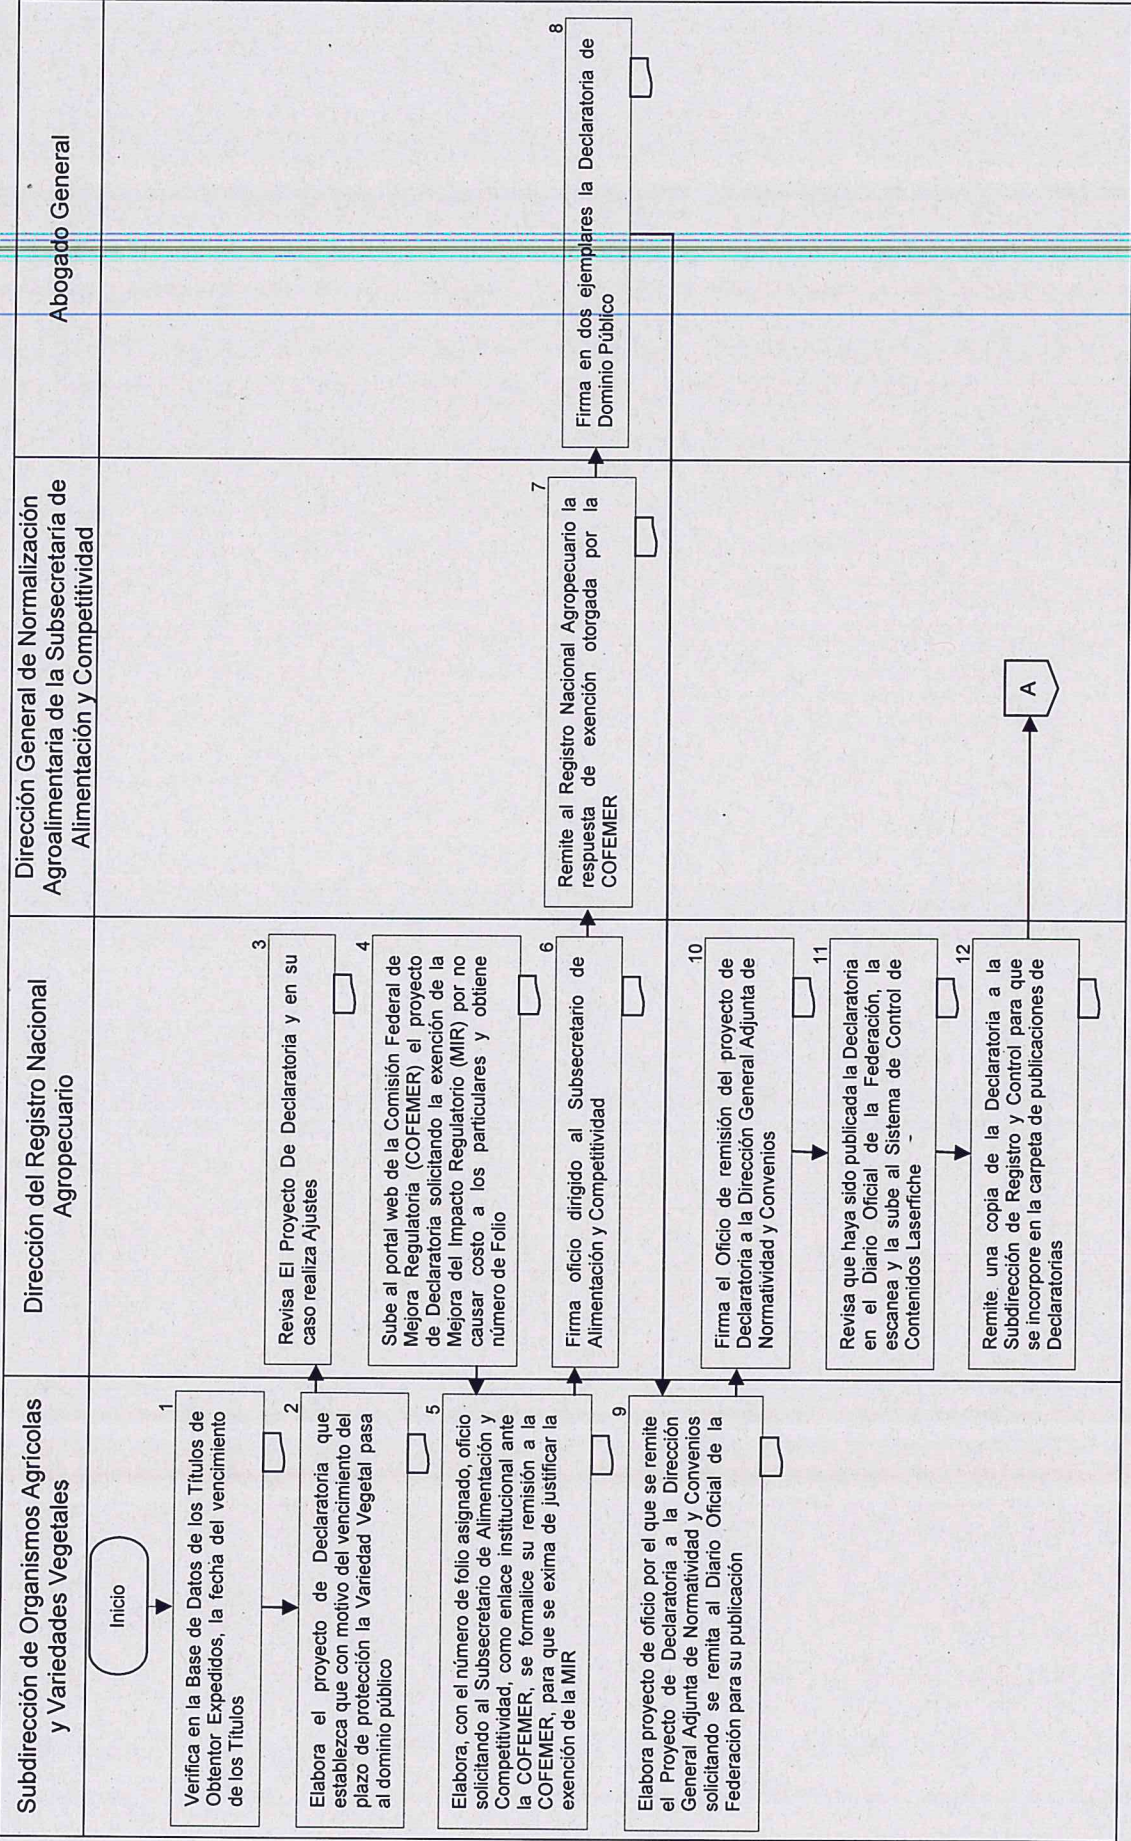 Subdirección de Organismos Agrícolas
y Variedades Vegetales
Dirección del Registro Nacional
Agropecuario
Dirección General de Normalización
Agroalimentaria de la Subsecretaría de
Alimentación y Competitividad
Abogado General
Inicio
1
Verifica en la Base de Datos de los Títulos de
Obtentor Expedidos, la fecha del vencimiento
de los Títulos
2
Elabora el proyecto de Declaratoria que
establezca que con motivo del vencimiento del
plazo de protección la Variedad Vegetal pasa
al dominio público
3
Revisa El Proyecto De Declaratoria y en su
caso realiza Ajustes
4
Sube al portal web de la Comisión Federal de
Mejora Regulatoria (COFEMER) el proyecto
de Declaratoria solicitando la exención de la
Mejora del Impacto Regulatorio (MIR) por no
causar costo a los particulares y obtiene
número de Folio
5
Elabora, con el número de folio asignado, oficio
solicitando al Subsecretario de Alimentación y
Competitividad, como enlace institucional ante
la COFEMER, se formalice su remisión a la
COFEMER, para que se exima de justificar la
exención de la MIR
6
Firma oficio dirigido al Subsecretario de
Alimentación y Competitividad
7
Remite al Registro Nacional Agropecuario la
respuesta de exención otorgada por la
COFEMER
8
Firma en dos ejemplares la Declaratoria de
Dominio Público
9
Elabora proyecto de oficio por el que se remite
el Proyecto de Declaratoria a la Dirección
General Adjunta de Normatividad y Convenios
solicitando se remita al Diario Oficial de la
Federación para su publicación
10
Firma el Oficio de remisión del proyecto de
Declaratoria a la Dirección General Adjunta de
Normatividad y Convenios
11
Revisa que haya sido publicada la Declaratoria
en el Diario Oficial de la Federación, la
escanea y la sube al Sistema de Control de
Contenidos Laserfiche
12
Remite una copia de la Declaratoria a la
Subdirección de Registro y Control para que
se incorpore en la carpeta de publicaciones de
Declaratorias
A